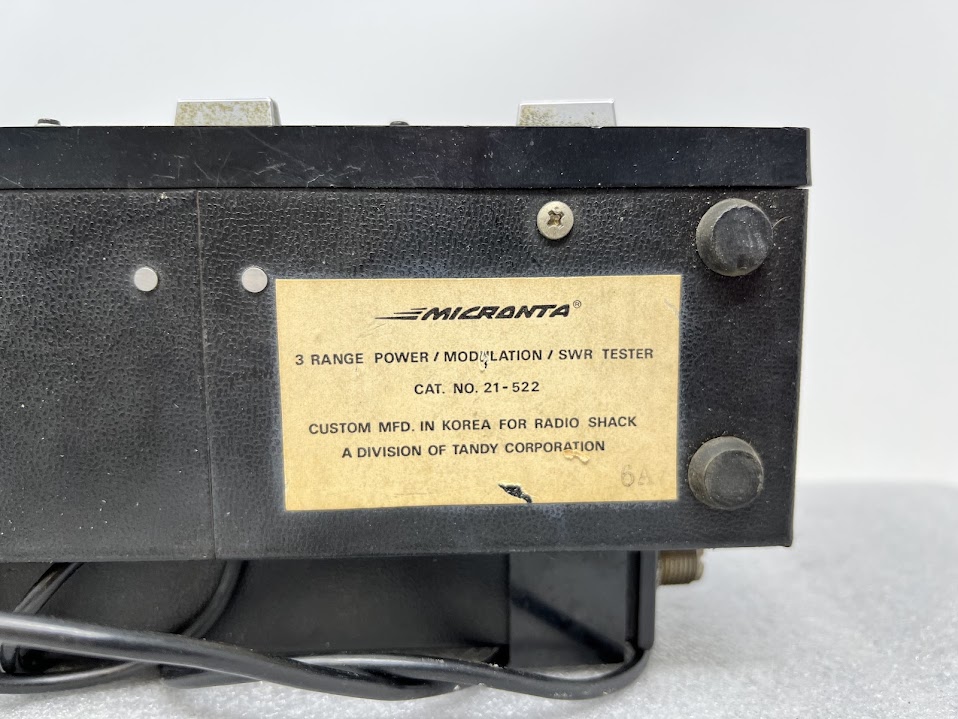 MICRONTA®
3 RANGE POWER / MODULATION / SWR TESTER
CAT. NO. 21-522
CUSTOM MFD. IN KOREA FOR RADIO SHACK
A DIVISION OF TANDY CORPORATION
6A7